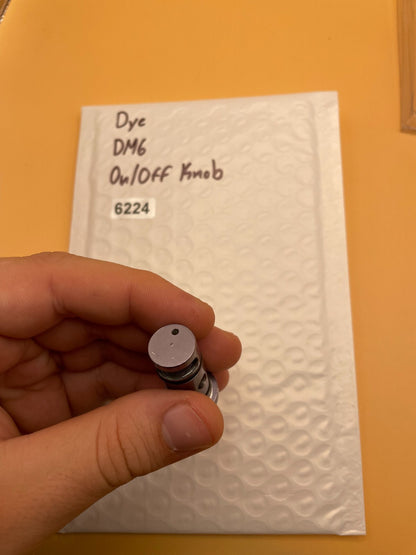 Dye
DM6
On/Off Knob
6224